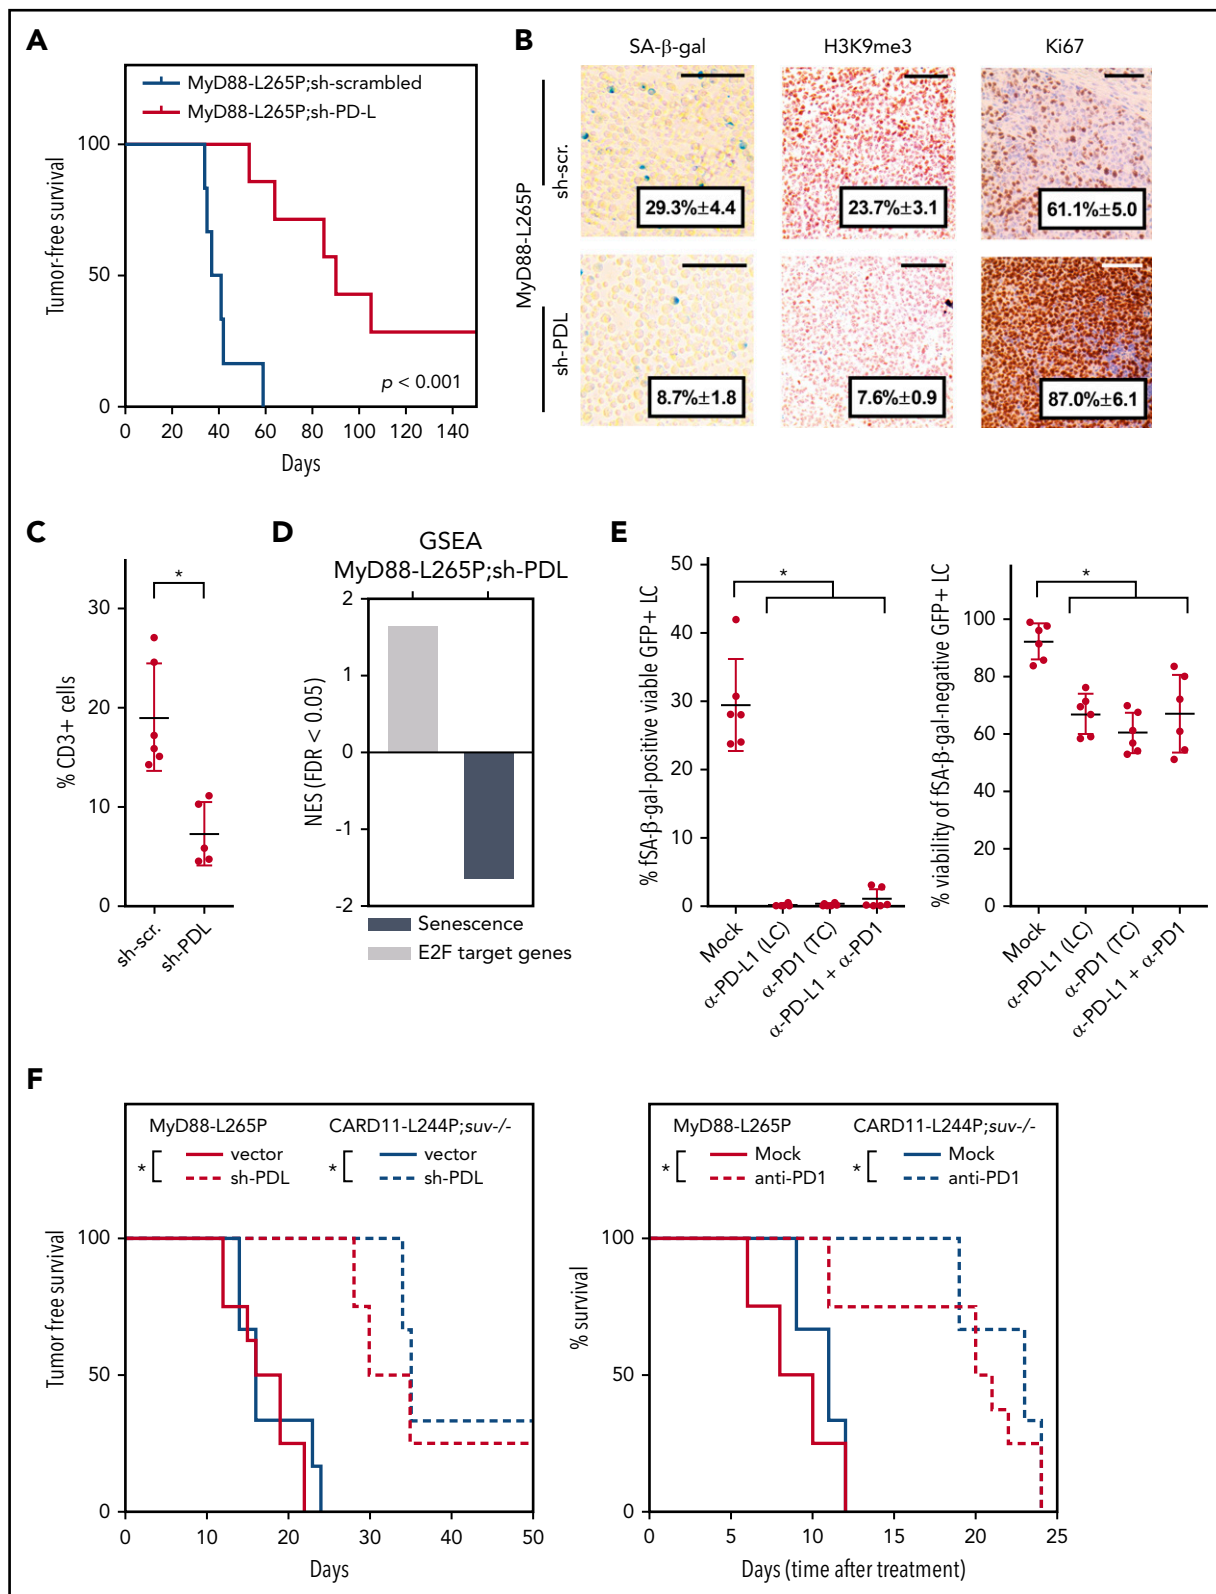 A
MyD88-L265P;sh-scrambled
MyD88-L265P;sh-PD-L
Tumor-free survival
100
50
0
p < 0.001
0 20 40 60 80 100 120 140
Days
B
SA-β-gal H3K9me3 Ki67
MyD88-L265P
sh-scr.
29.3%±4.4 23.7%±3.1 61.1%±5.0
sh-PDL
8.7%±1.8 7.6%±0.9 87.0%±6.1
C
*
% CD3+ cells
30
20
10
0
sh-scr. sh-PDL
D
GSEA
MyD88-L265P;sh-PDL
NES (FDR < 0.05)
2
1
0
-1
-2
Senescence
E2F target genes
E
% fSA-β-gal-positive viable GFP+ LC
50
40
30
20
10
0
*
Mock
α-PD-L1 (LC)
α-PD1 (TC)
α-PD-L1 + α-PD1
% viability of fSA-β-gal-negative GFP+ LC
100
80
60
40
20
0
*
Mock
α-PD-L1 (LC)
α-PD1 (TC)
α-PD-L1 + α-PD1
F
MyD88-L265P CARD11-L244P;suv-/-
* vector * vector
sh-PDL sh-PDL
Tumor free survival
100
50
0
0 10 20 30 40 50
Days
MyD88-L265P CARD11-L244P;suv-/-
* Mock * Mock
anti-PD1 anti-PD1
% survival
100
50
0
0 5 10 15 20 25
Days (time after treatment)